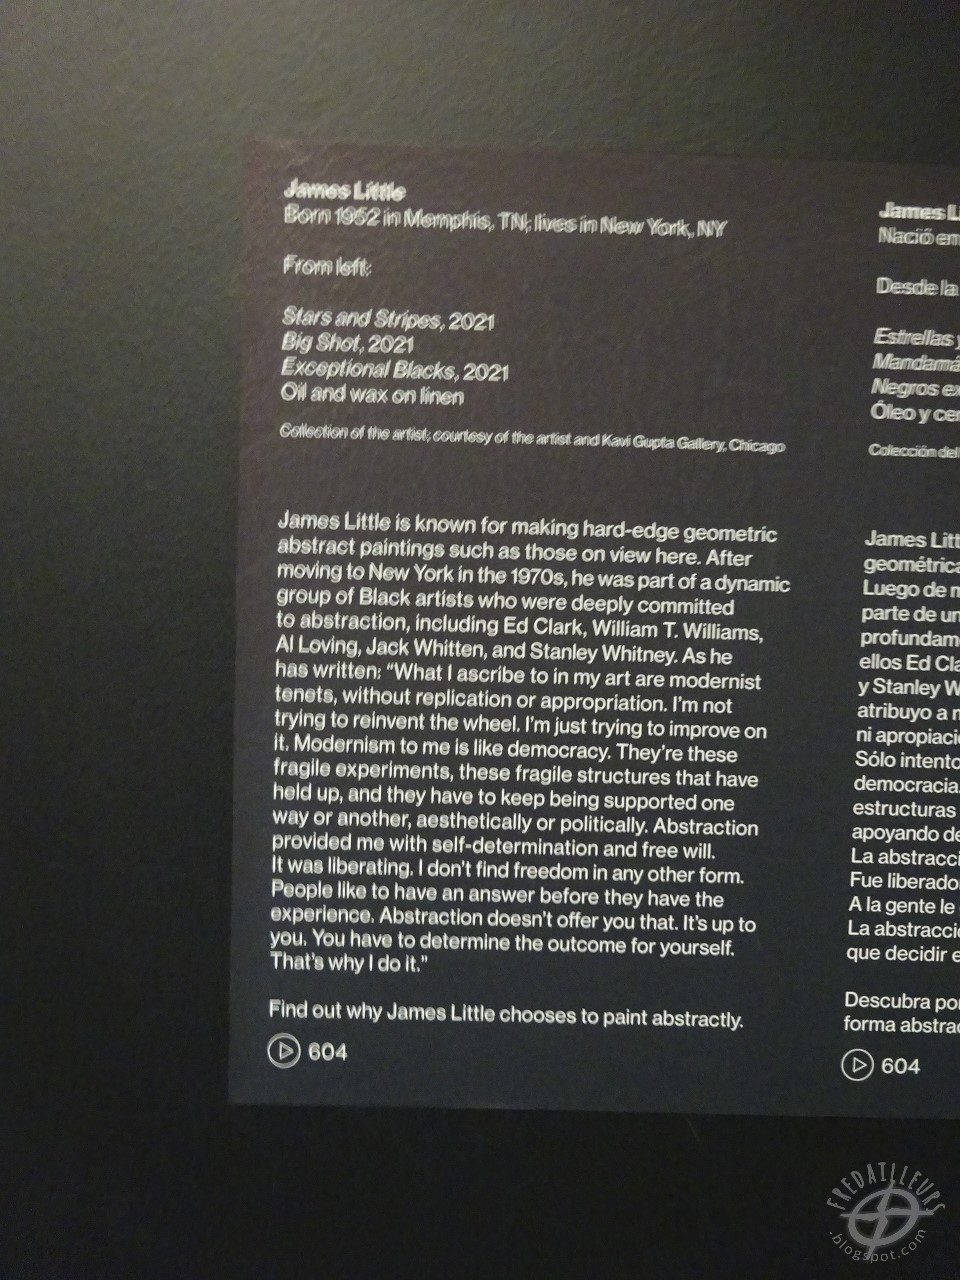 James Little
Born 1952 in Memphis, TN; lives in New York, NY
From left:
Stars and Stripes, 2021
Big Shot, 2021
Exceptional Blacks, 2021
Oil and wax on linen
Collection of the artist; courtesy of the artist and Kavi Gupta Gallery, Chicago
James Little is known for making hard-edge geometric
abstract paintings such as those on view here. After
moving to New York in the 1970s, he was part of a dynamic
group of Black artists who were deeply committed
to abstraction, including Ed Clark, William T. Williams,
Al Loving, Jack Whitten, and Stanley Whitney. As he
has written: “What I ascribe to in my art are modernist
tenets, without replication or appropriation. I’m not
trying to reinvent the wheel. I’m just trying to improve on
it. Modernism to me is like democracy. They’re these
fragile experiments, these fragile structures that have
held up, and they have to keep being supported one
way or another, aesthetically or politically. Abstraction
provided me with self-determination and free will.
It was liberating. I don’t find freedom in any other form.
People like to have an answer before they have the
experience. Abstraction doesn’t offer you that. It’s up to
you. You have to determine the outcome for yourself.
That’s why I do it.”
Find out why James Little chooses to paint abstractly.
604
James L
Nació en
Desde la
Estrellas y
Mandamá
Negros ex
Óleo y ce
Colección del
James Litt
geométrica
Luego de m
parte de un
profundam
ellos Ed Cla
y Stanley W
atribuyo a m
ni apropiació
Sólo intento
democracia.
estructuras
apoyando de
La abstracci
Fue liberado
A la gente le
La abstracció
que decidir e
Descubra por
forma abstrac
604
FREDATILLEURS
.blogspot.com